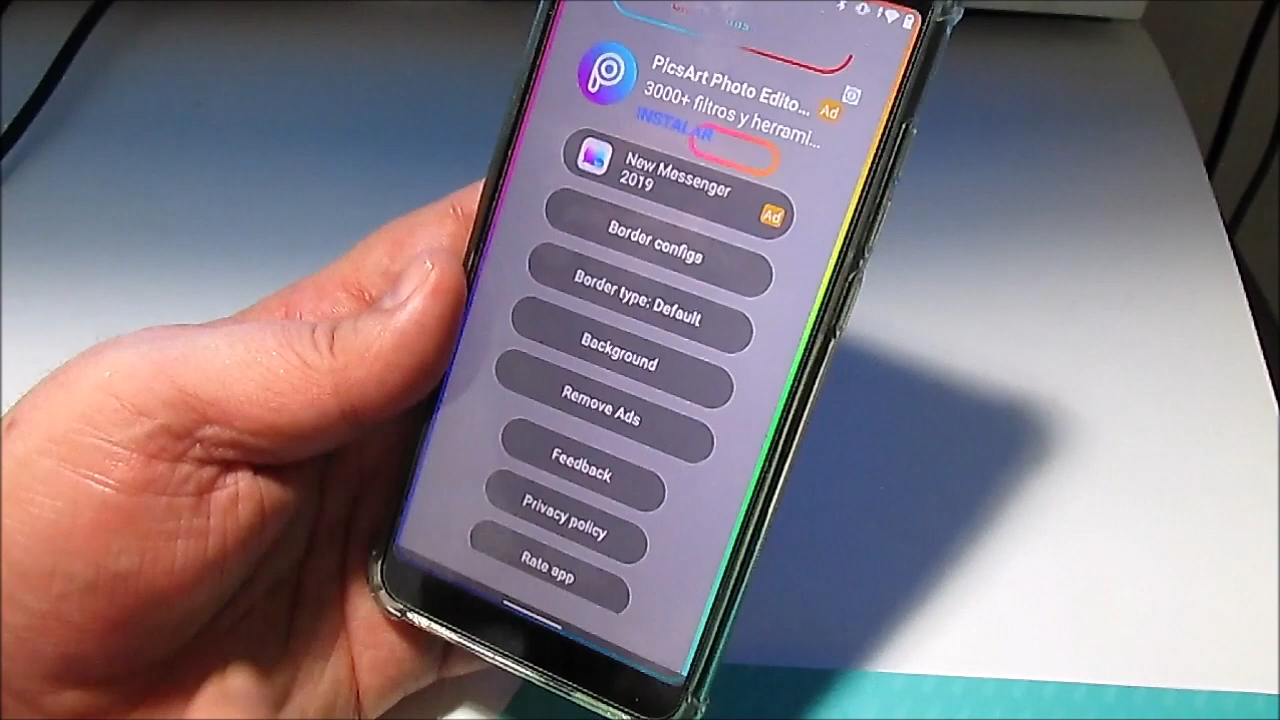 PicsArt Photo Edito...
Ad
3000+ filtros y herrami...
INSTALAR
New Messenger
2019
Ad
Border configs
Border type: Default
Background
Remove Ads
Feedback
Privacy policy
Rate app